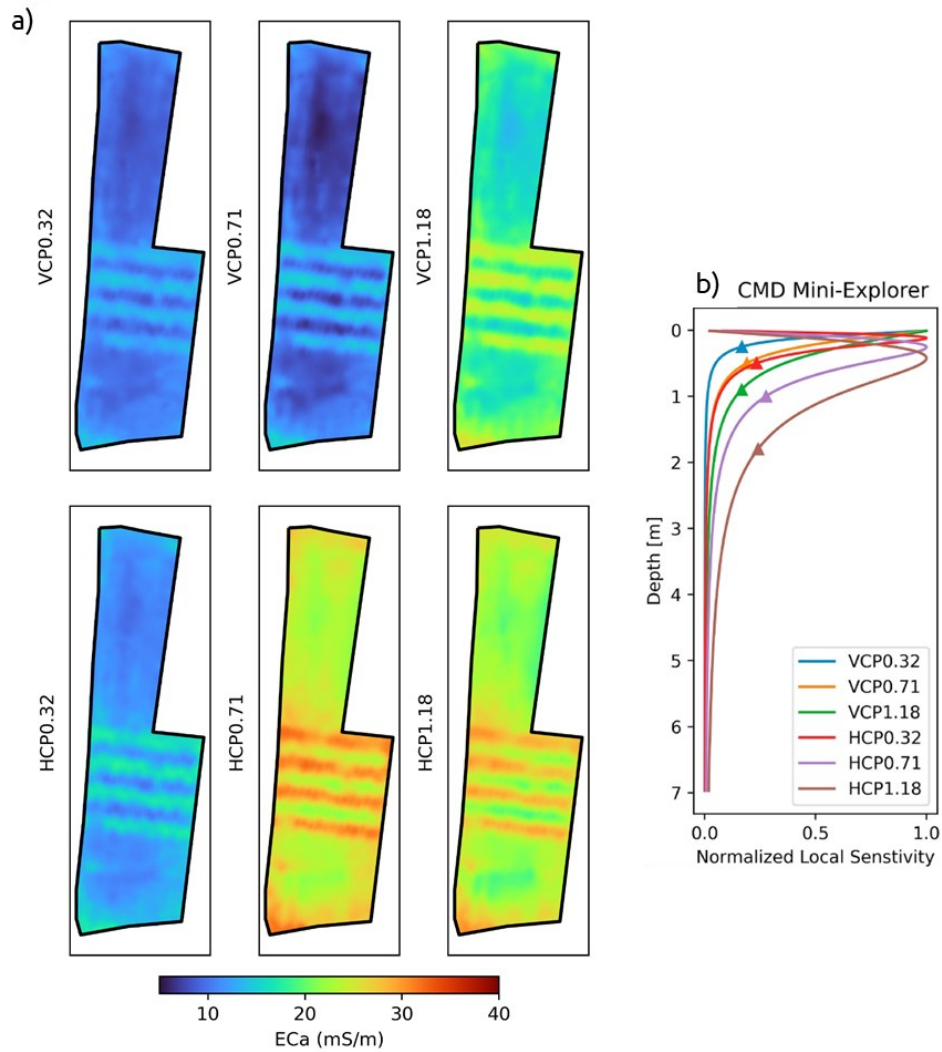 a)
VCP0.32
VCP0.71
VCP1.18
HCP0.32
HCP0.71
HCP1.18
10
20
30
40
ECa (mS/m)
b)
CMD Mini-Explorer
0
1
2
3
4
5
6
7
Depth [m]
VCP0.32
VCP0.71
VCP1.18
HCP0.32
HCP0.71
HCP1.18
0.0
0.5
1.0
Normalized Local Senstivity